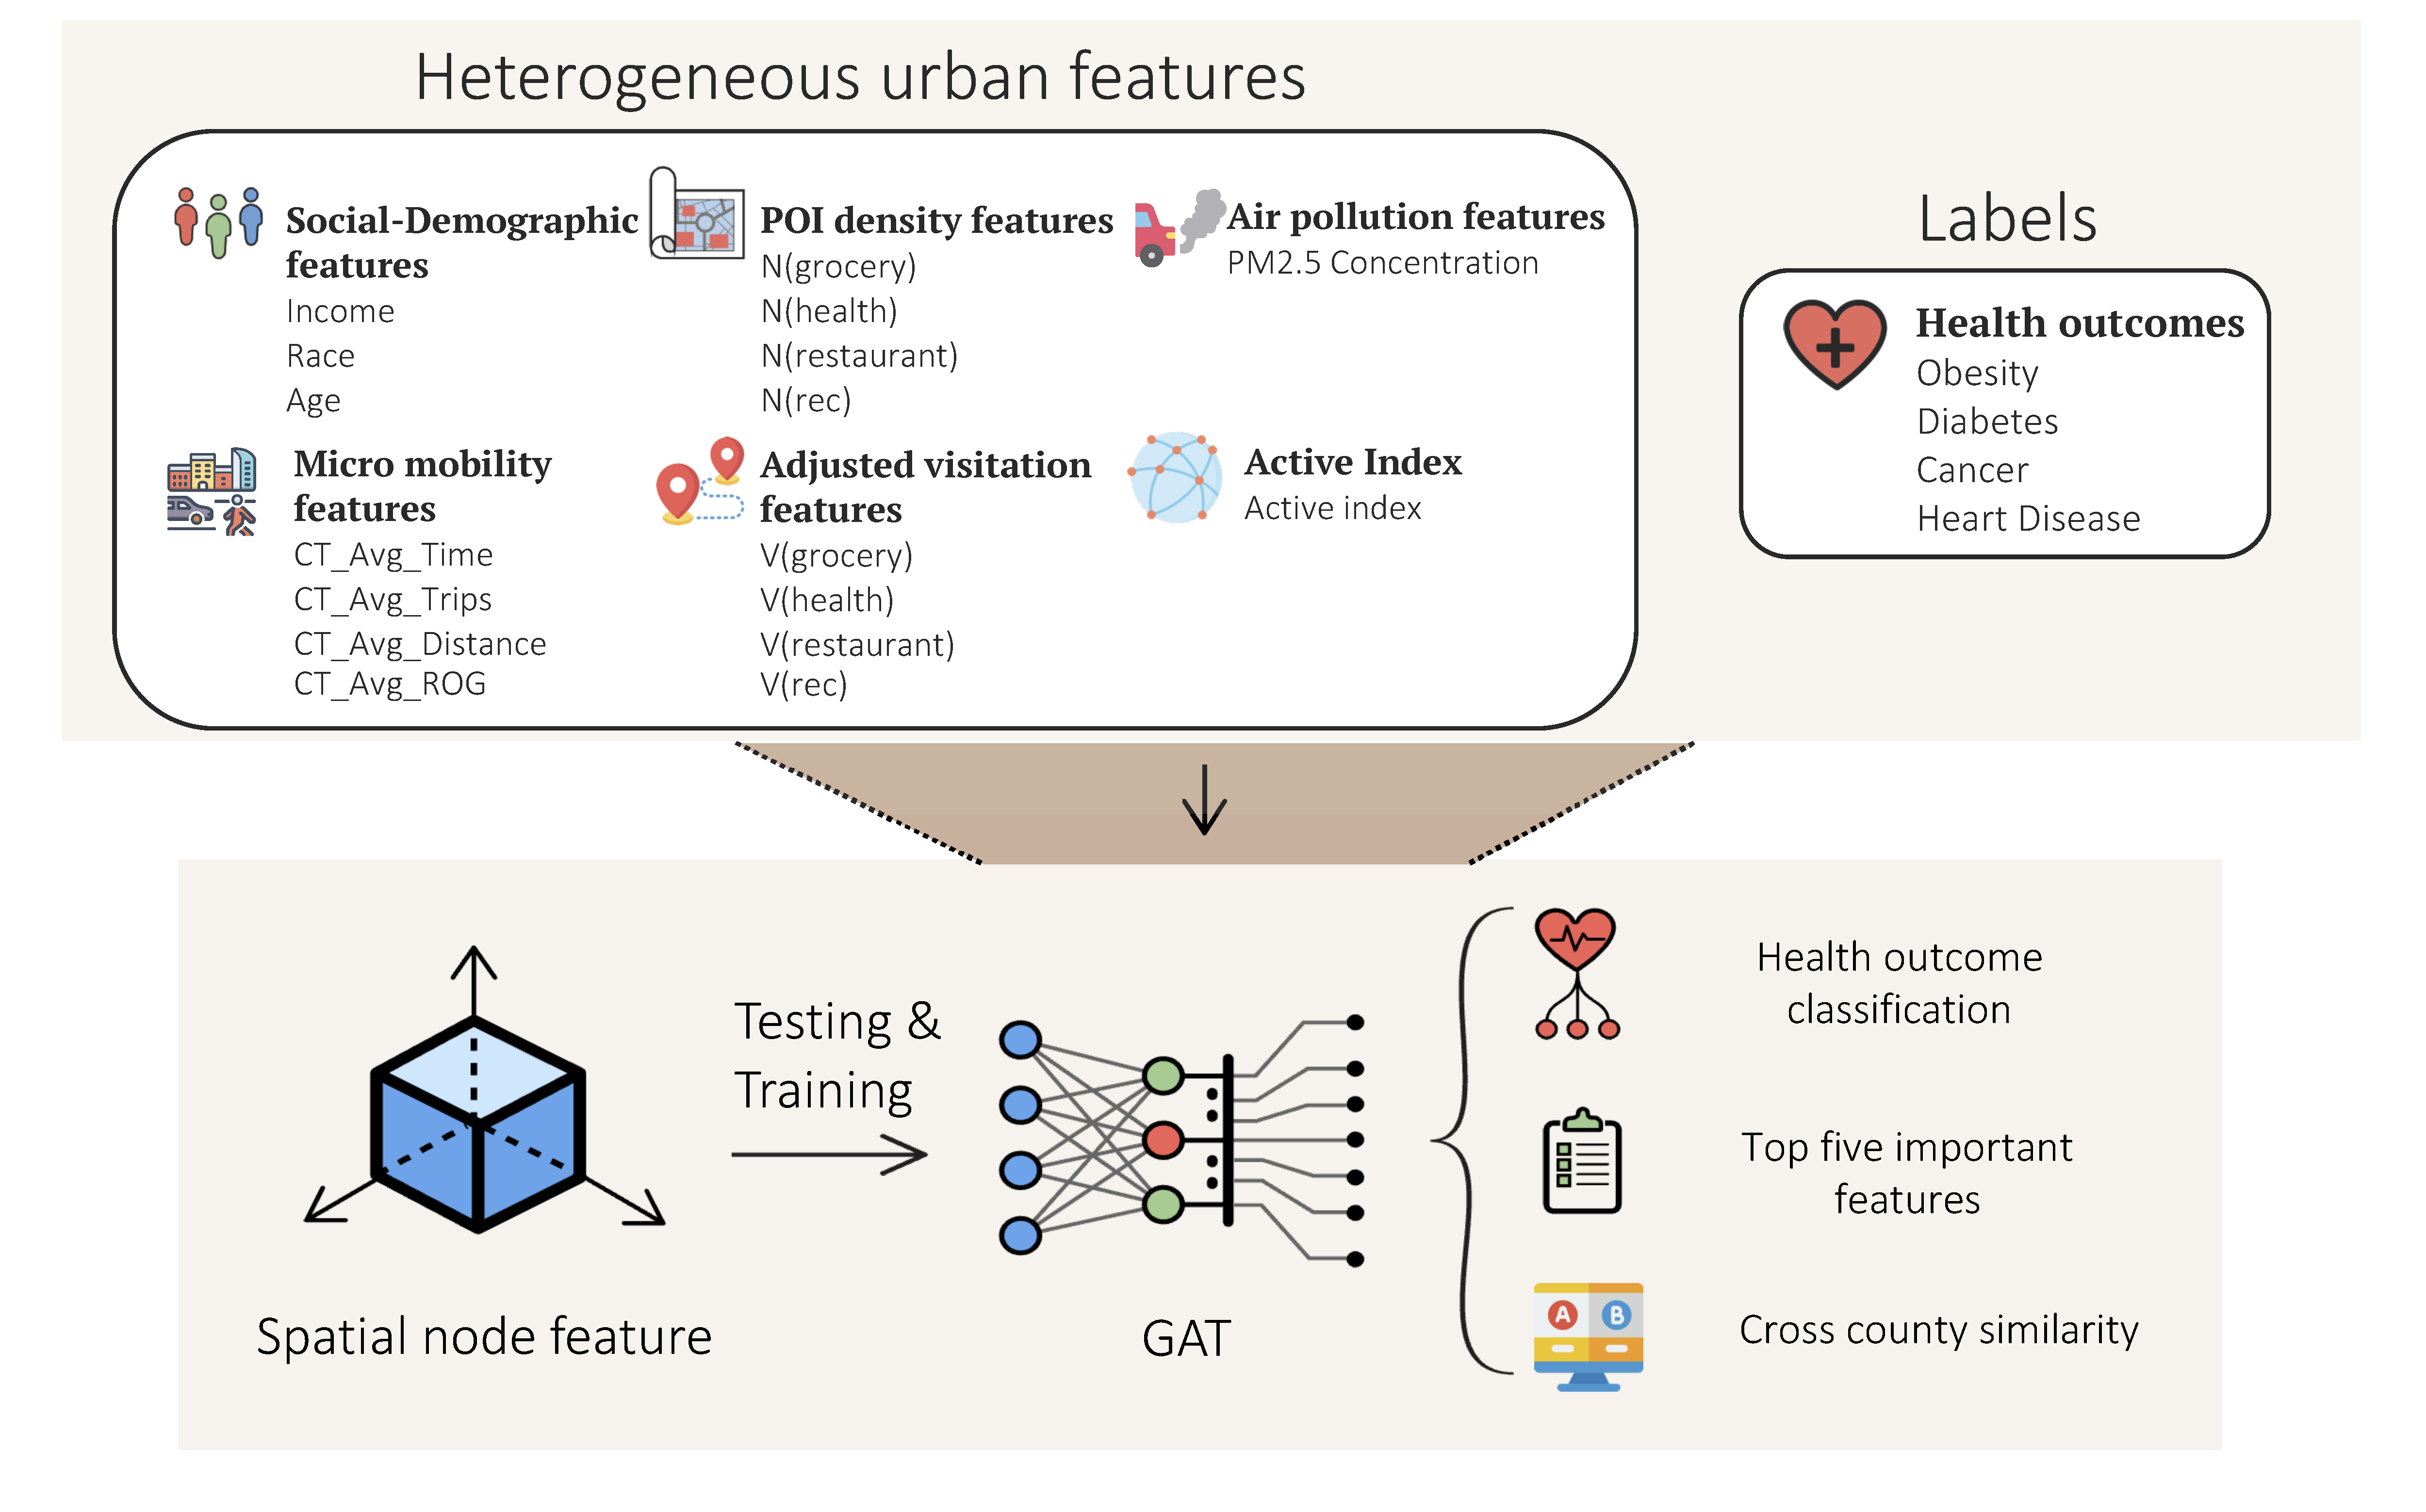 Heterogeneous urban features
Social-Demographic
features
Income
Race
Age
POI density features
N(grocery)
N(health)
N(restaurant)
N(rec)
Air pollution features
PM2.5 Concentration
Micro mobility
features
CT_Avg_Time
CT_Avg_Trips
CT_Avg_Distance
CT_Avg_ROG
Adjusted visitation
features
V(grocery)
V(health)
V(restaurant)
V(rec)
Active Index
Active index
Labels
Health outcomes
Obesity
Diabetes
Cancer
Heart Disease
Spatial node feature
Testing &
Training
GAT
Health outcome
classification
Top five important
features
A B
Cross county similarity